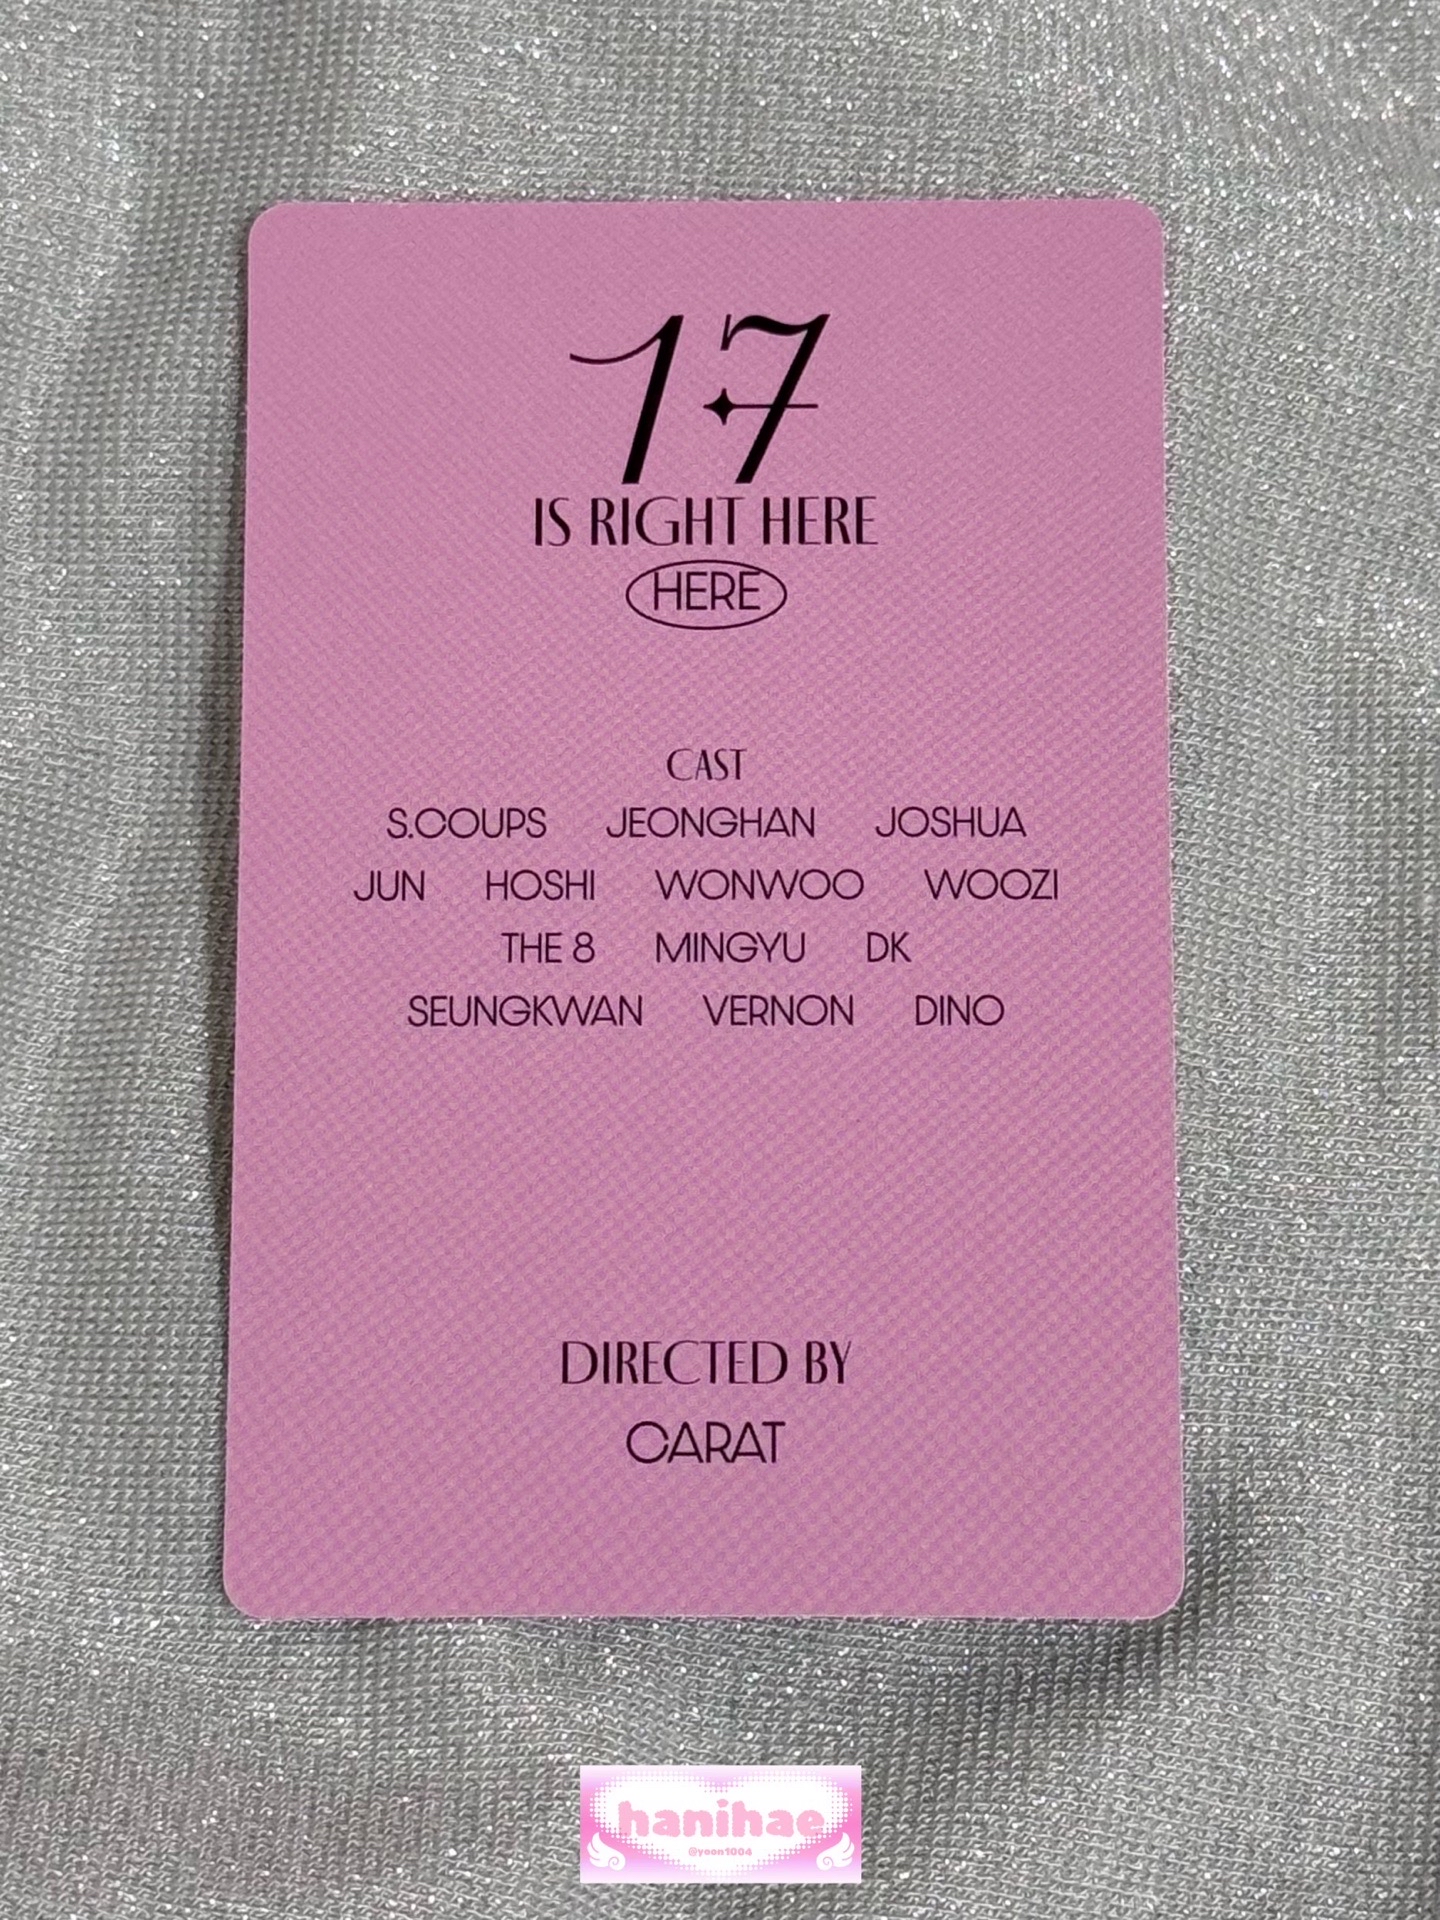 17
IS RIGHT HERE
HERE
CAST
S.COUPS JEONGHAN JOSHUA
JUN HOSHI WONWOO WOOZI
THE 8 MINGYU DK
SEUNGKWAN VERNON DINO
DIRECTED BY
CARAT
hanihae
@yoon1004